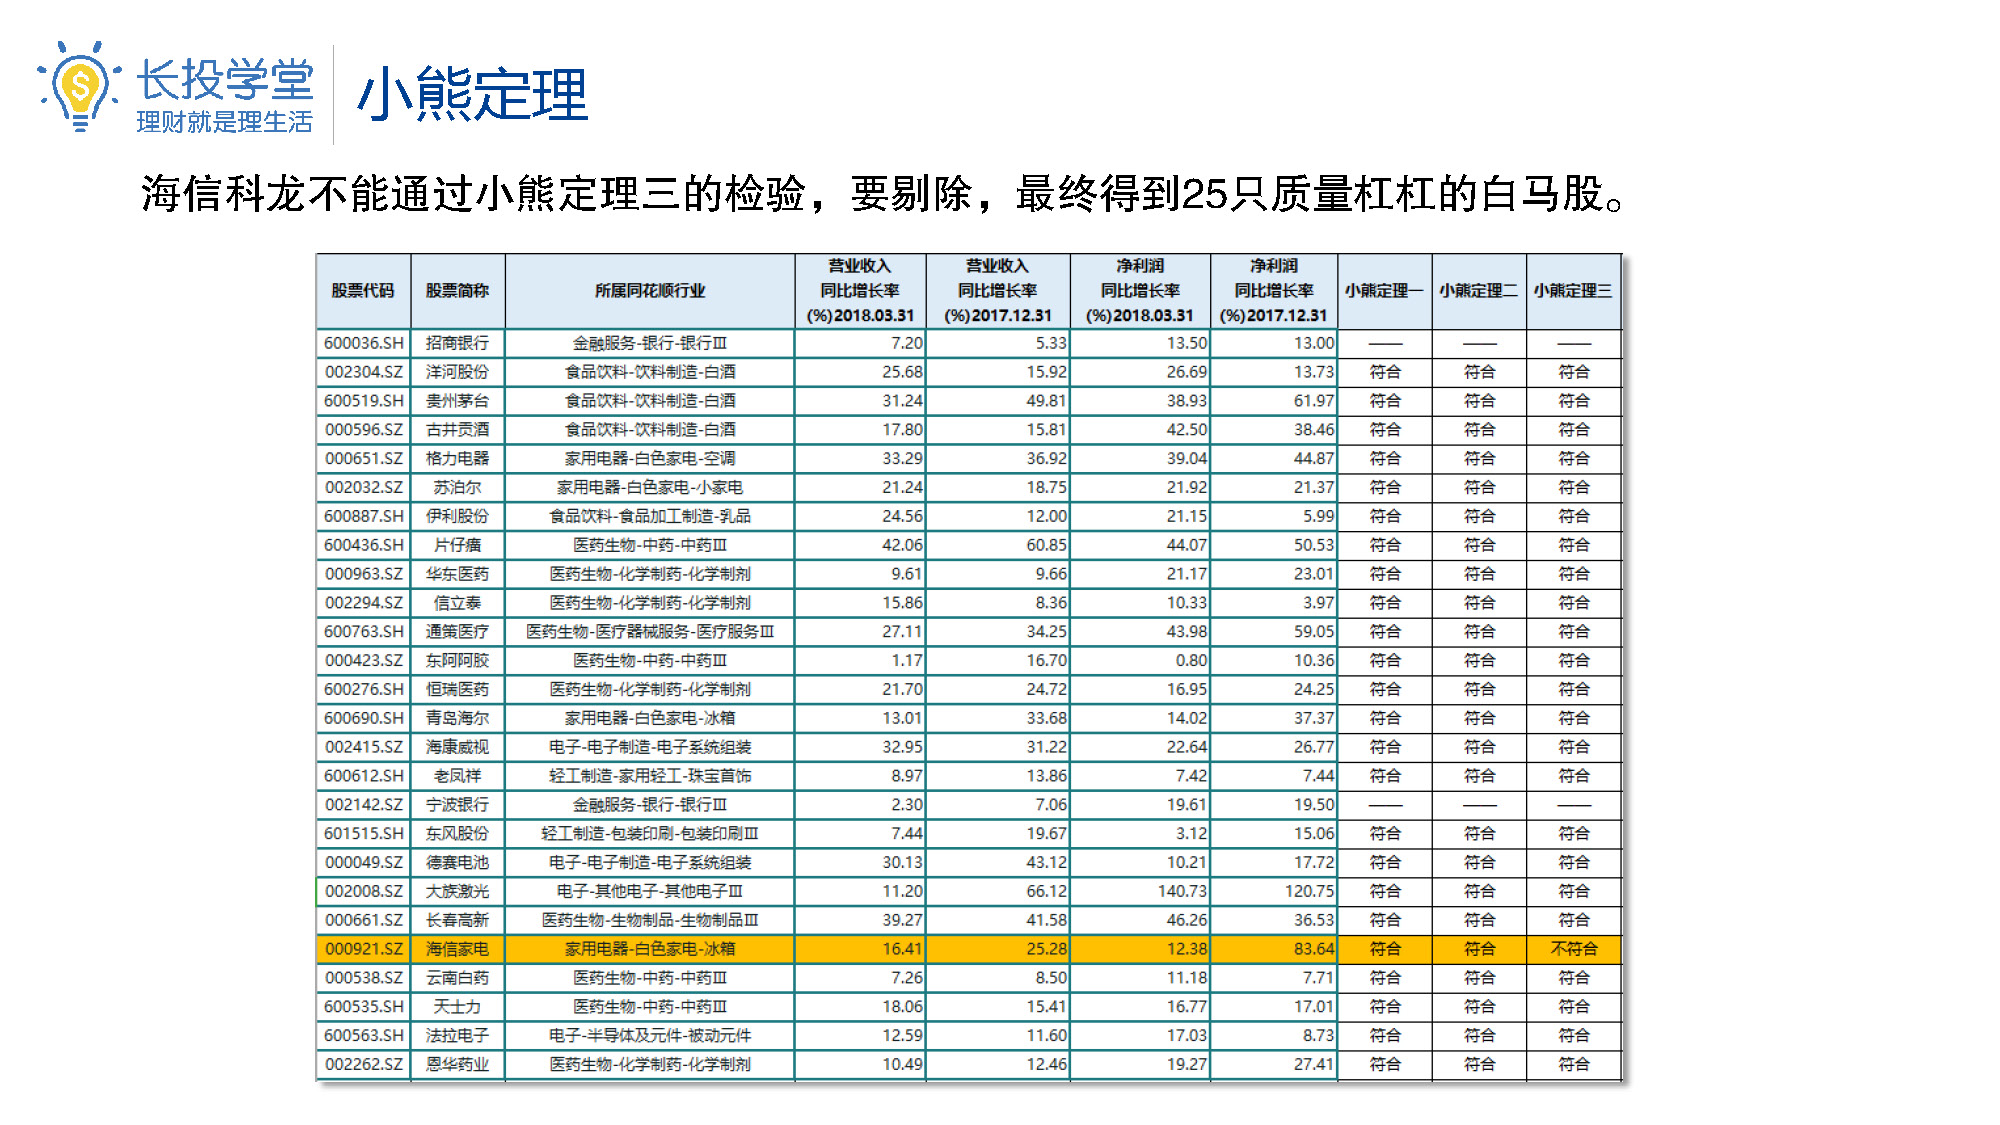 长投学堂
理财就是理生活
小熊定理
海信科龙不能通过小熊定理三的检验，要剔除，最终得到25只质量杠杠的白马股。
股票代码 股票简称 所属同花顺行业 营业收入同比增长率(%)2018.03.31 营业收入同比增长率(%)2017.12.31 净利润同比增长率(%)2018.03.31 净利润同比增长率(%)2017.12.31 小熊定理一 小熊定理二 小熊定理三
600036.SH 招商银行 金融服务-银行-银行Ⅲ 7.20 5.33 13.50 13.00 —— —— ——
002304.SZ 洋河股份 食品饮料-饮料制造-白酒 25.68 15.92 26.69 13.73 符合 符合 符合
600519.SH 贵州茅台 食品饮料-饮料制造-白酒 31.24 49.81 38.93 61.97 符合 符合 符合
000596.SZ 古井贡酒 食品饮料-饮料制造-白酒 17.80 15.81 42.50 38.46 符合 符合 符合
000651.SZ 格力电器 家用电器-白色家电-空调 33.29 36.92 39.04 44.87 符合 符合 符合
002032.SZ 苏泊尔 家用电器-白色家电-小家电 21.24 18.75 21.92 21.37 符合 符合 符合
600887.SH 伊利股份 食品饮料-食品加工制造-乳品 24.56 12.00 21.15 5.99 符合 符合 符合
600436.SH 片仔癀 医药生物-中药-中药Ⅲ 42.06 60.85 44.07 50.53 符合 符合 符合
000963.SZ 华东医药 医药生物-化学制药-化学制剂 9.61 9.66 21.17 23.01 符合 符合 符合
002294.SZ 信立泰 医药生物-化学制药-化学制剂 15.86 8.36 10.33 3.97 符合 符合 符合
600763.SH 通策医疗 医药生物-医疗器械服务-医疗服务Ⅲ 27.11 34.25 43.98 59.05 符合 符合 符合
000423.SZ 东阿阿胶 医药生物-中药-中药Ⅲ 1.17 16.70 0.80 10.36 符合 符合 符合
600276.SH 恒瑞医药 医药生物-化学制药-化学制剂 21.70 24.72 16.95 24.25 符合 符合 符合
600690.SH 青岛海尔 家用电器-白色家电-冰箱 13.01 33.68 14.02 37.37 符合 符合 符合
002415.SZ 海康威视 电子-电子制造-电子系统组装 32.95 31.22 22.64 26.77 符合 符合 符合
600612.SH 老凤祥 轻工制造-家用轻工-珠宝首饰 8.97 13.86 7.42 7.44 符合 符合 符合
002142.SZ 宁波银行 金融服务-银行-银行Ⅲ 2.30 7.06 19.61 19.50 —— —— ——
601515.SH 东风股份 轻工制造-包装印刷-包装印刷Ⅲ 7.44 19.67 3.12 15.06 符合 符合 符合
000049.SZ 德赛电池 电子-电子制造-电子系统组装 30.13 43.12 10.21 17.72 符合 符合 符合
002008.SZ 大族激光 电子-其他电子-其他电子Ⅲ 11.20 66.12 140.73 120.75 符合 符合 符合
000661.SZ 长春高新 医药生物-生物制品-生物制品Ⅲ 39.27 41.58 46.26 36.53 符合 符合 符合
000921.SZ 海信家电 家用电器-白色家电-冰箱 16.41 25.28 12.38 83.64 符合 符合 不符合
000538.SZ 云南白药 医药生物-中药-中药Ⅲ 7.26 8.50 11.18 7.71 符合 符合 符合
600535.SH 天士力 医药生物-中药-中药Ⅲ 18.06 15.41 16.77 17.01 符合 符合 符合
600563.SH 法拉电子 电子-半导体及元件-被动元件 12.59 11.60 17.03 8.73 符合 符合 符合
002262.SZ 恩华药业 医药生物-化学制药-化学制剂 10.49 12.46 19.27 27.41 符合 符合 符合